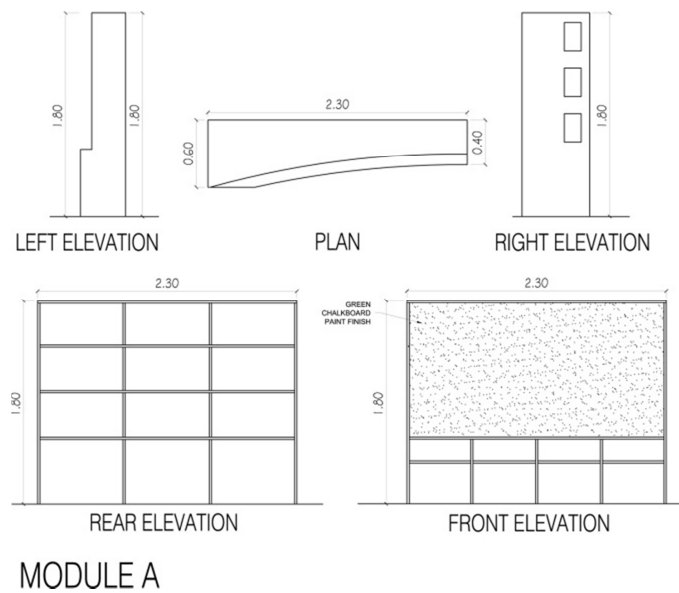 1.80
1.80
2.30
0.60
0.40
1.80
LEFT ELEVATION
PLAN
RIGHT ELEVATION
2.30
1.80
2.30
GREEN
CHALKBOARD
PAINT FINISH
1.80
REAR ELEVATION
FRONT ELEVATION
MODULE A